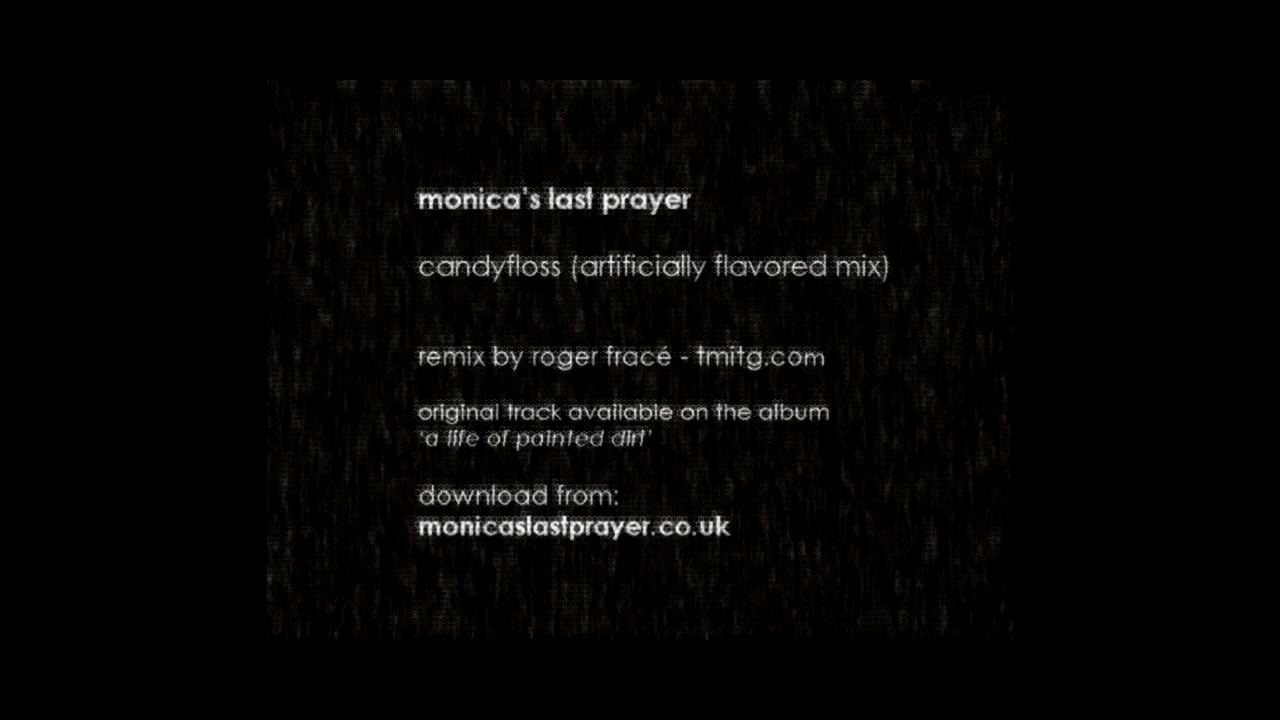 monica's last prayer
candyfloss (artificially flavored mix)
remix by roger fracé - tmitg.com
original track available on the album
'a life of painted dirt'
download from:
monicaslastprayer.co.uk